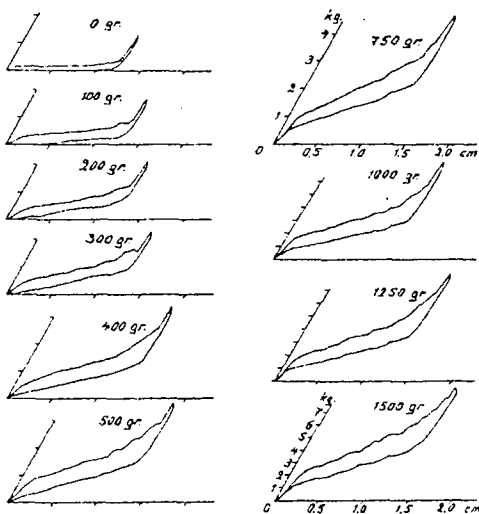 0 gr.
100 gr.
200 gr.
300 gr.
400 gr.
500 gr.
kg.
4
3
2
1
750 gr.
0 0.5 1.0 1.5 2.0 cm
1000 gr.
1250 gr.
kg.
7
6
5
4
3
2
1
1500 gr.
0 0.5 1.0 1.5 2.0 cm